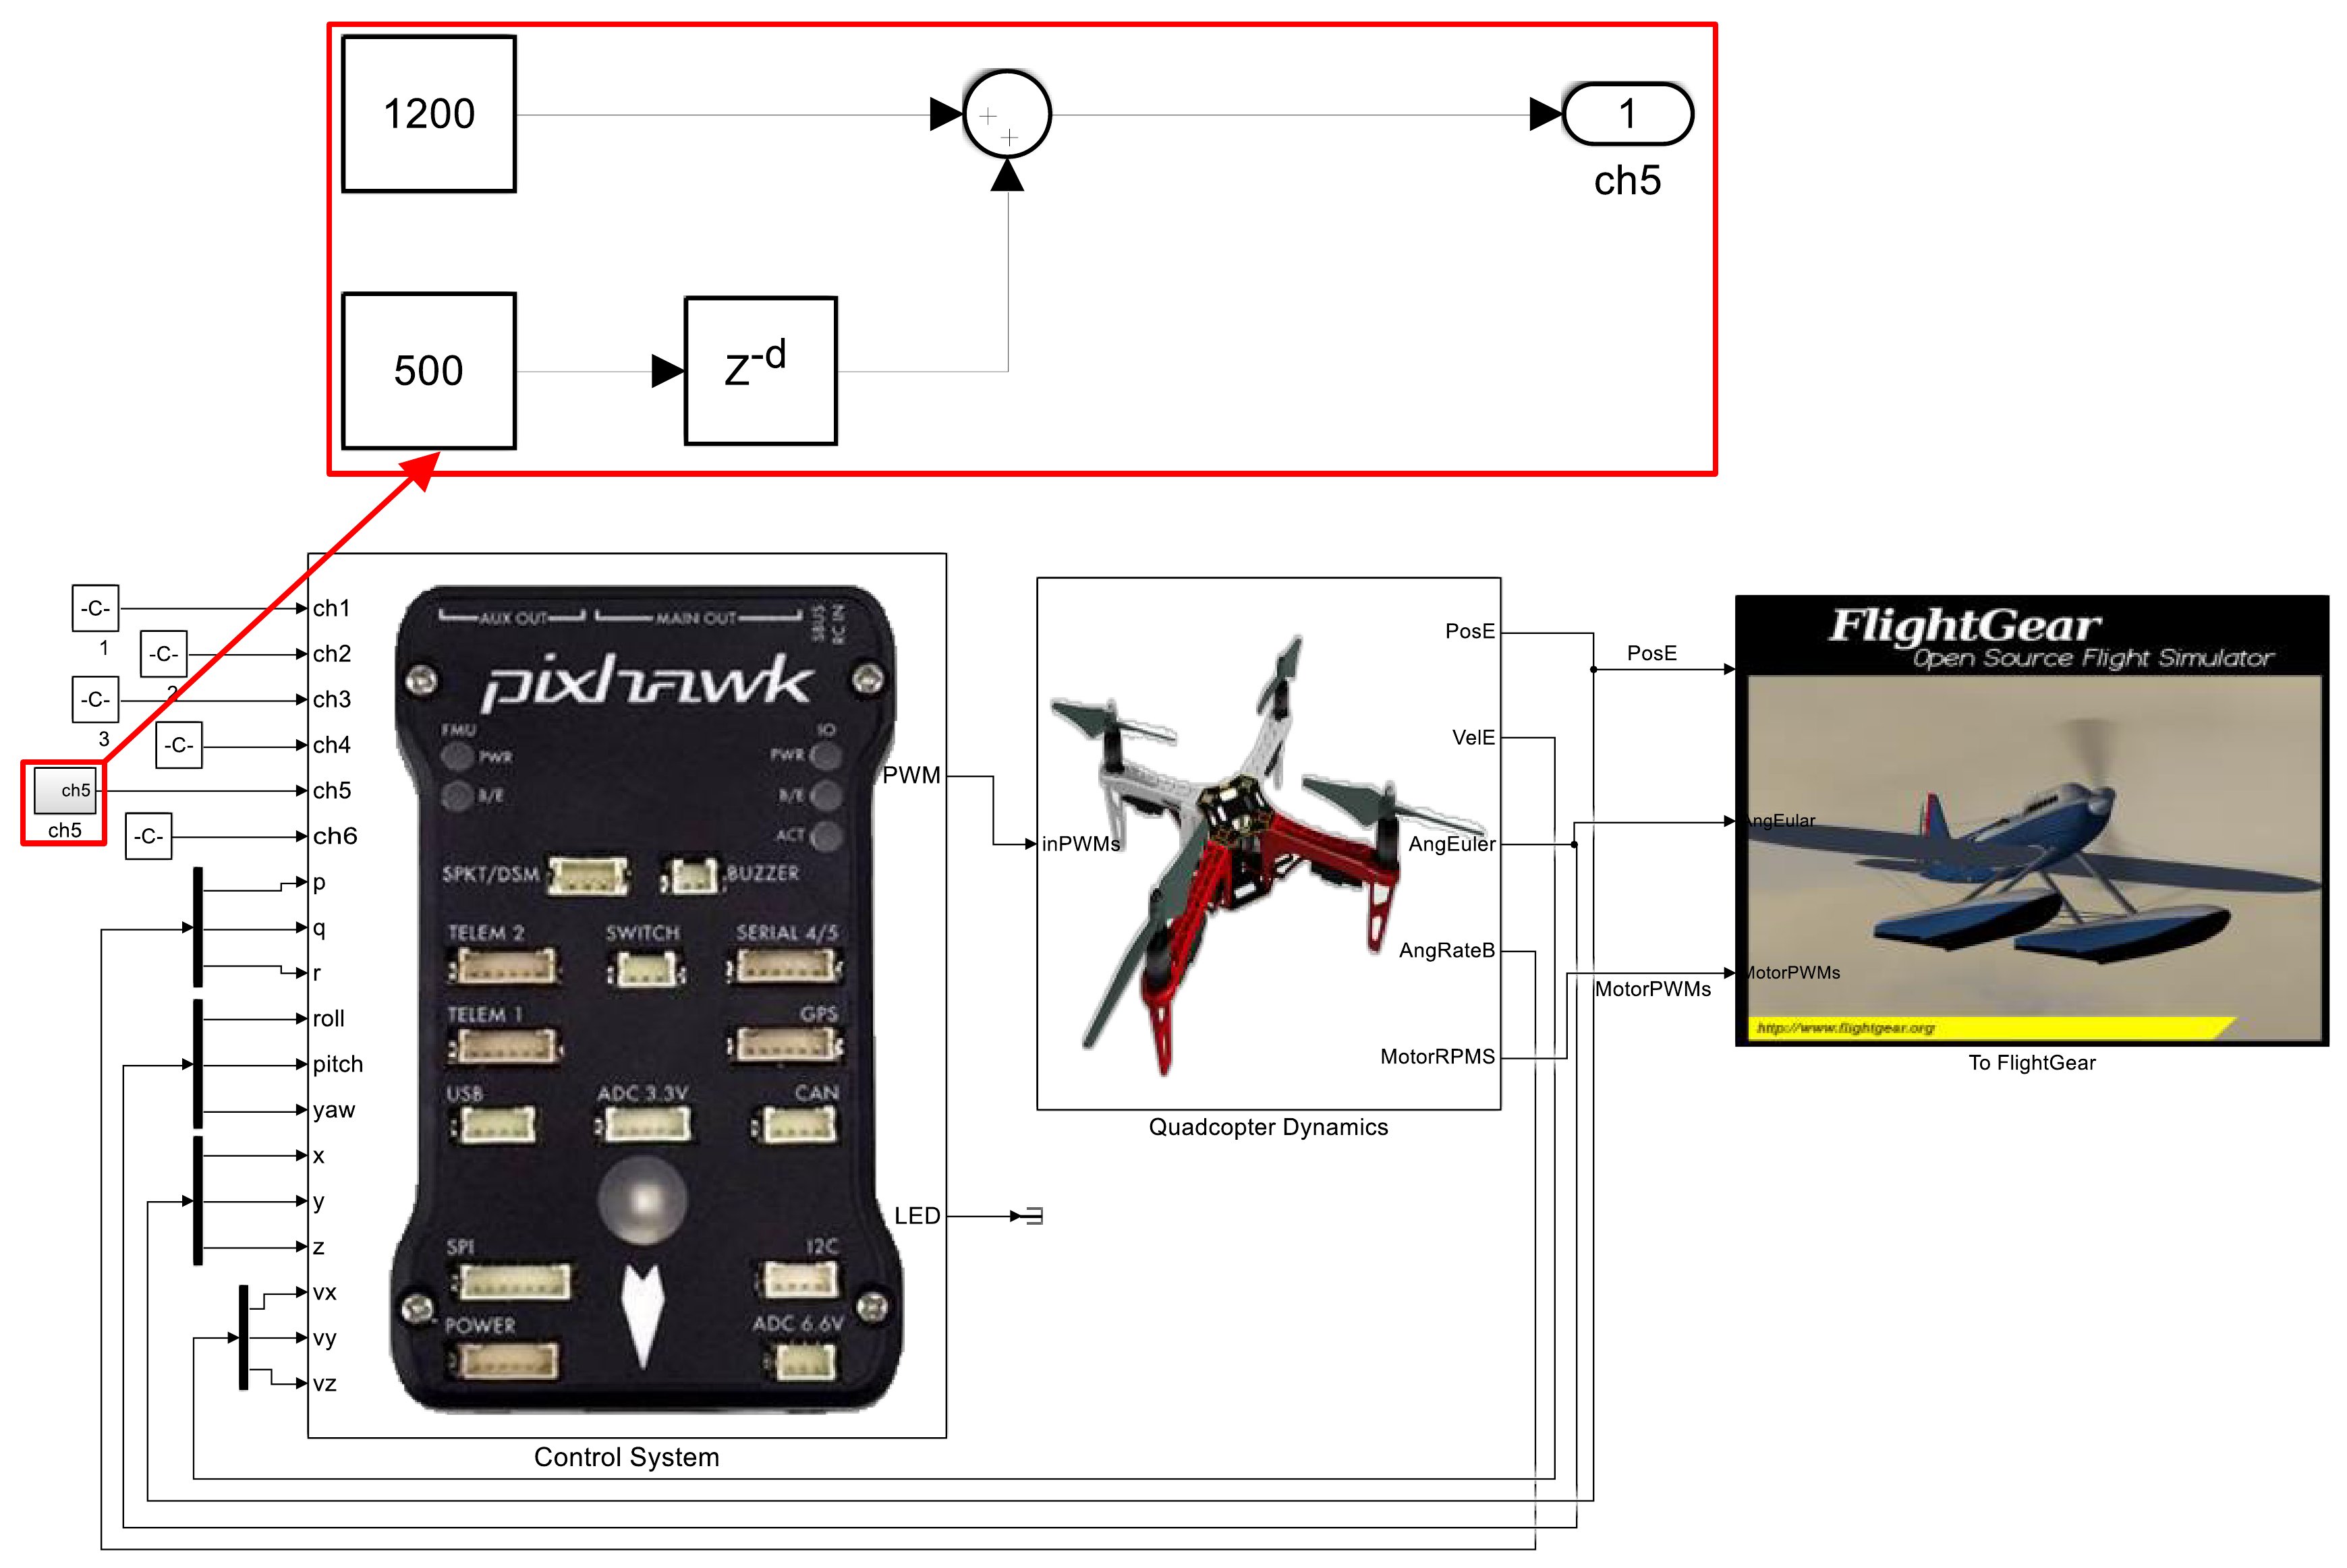 1200
+
+
1
ch5
500
Z-d
-C-
1
ch1
-C-
2
ch2
-C-
3
ch3
-C-
ch4
ch5
ch5
ch5
-C-
ch6
p
q
r
roll
pitch
yaw
x
y
z
vx
vy
vz
AUX OUT
MAIN OUT
SBUS
RC IN
pixhawk
FMU
IO
PWR
PWR
B/E
B/E
ACT
SPKT/DSM
BUZZER
TELEM 2
SWITCH
SERIAL 4/5
TELEM 1
GPS
USB
ADC 3.3V
CAN
SPI
I2C
POWER
ADC 6.6V
PWM
LED
Control System
inPWMs
PosE
VelE
AngEuler
AngRateB
MotorRPMS
Quadcopter Dynamics
PosE
MotorPWMs
FlightGear
Open Source Flight Simulator
AngEular
MotorPWMs
http://www.flightgear.org
To FlightGear